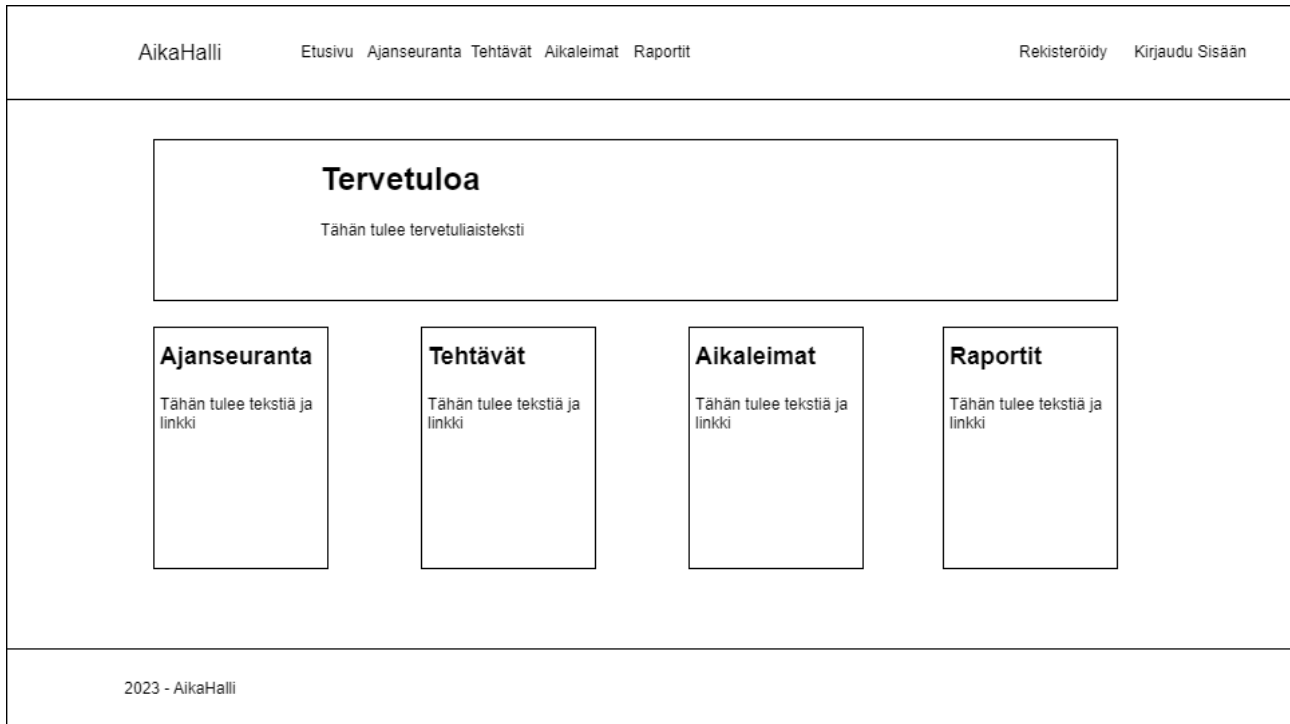 AikaHalli
Etusivu Ajanseuranta Tehtävät Aikaleimat Raportit
Rekisteröidy Kirjaudu Sisään
Tervetuloa
Tähän tulee tervetuliaisteksti
Ajanseuranta
Tähän tulee tekstiä ja
linkki
Tehtävät
Tähän tulee tekstiä ja
linkki
Aikaleimat
Tähän tulee tekstiä ja
linkki
Raportit
Tähän tulee tekstiä ja
linkki
2023 - AikaHalli